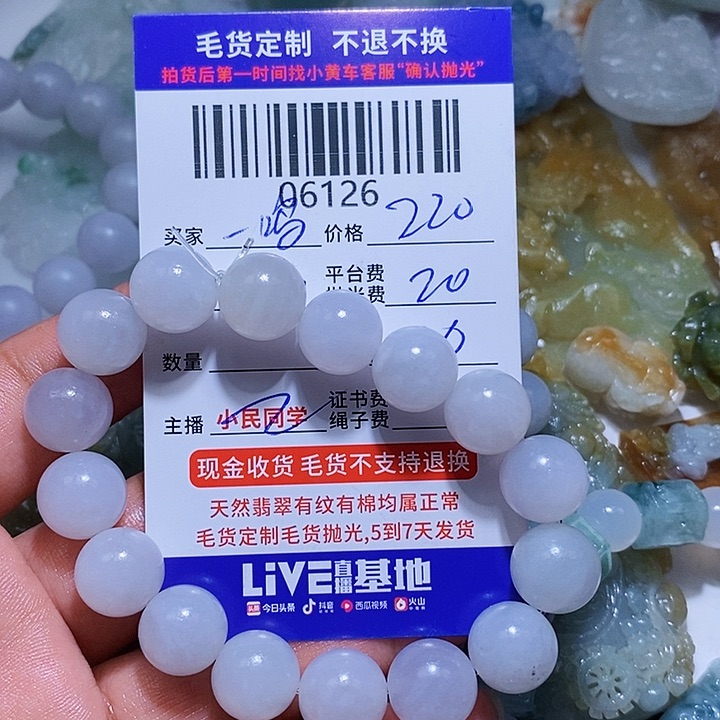 毛货定制 不退不换
拍货后第一时间找小黄车客服“确认抛光”
06126
买家 一鸣 价格 220
平台费
抛光费 20
数量
证书费
主播 小民同学 绳子费
现金收货 毛货不支持退换
天然翡翠有纹有棉均属正常
毛货定制毛货抛光,5到7天发货
LiVE直播基地
头条 今日头条 抖音 西瓜视频 火山